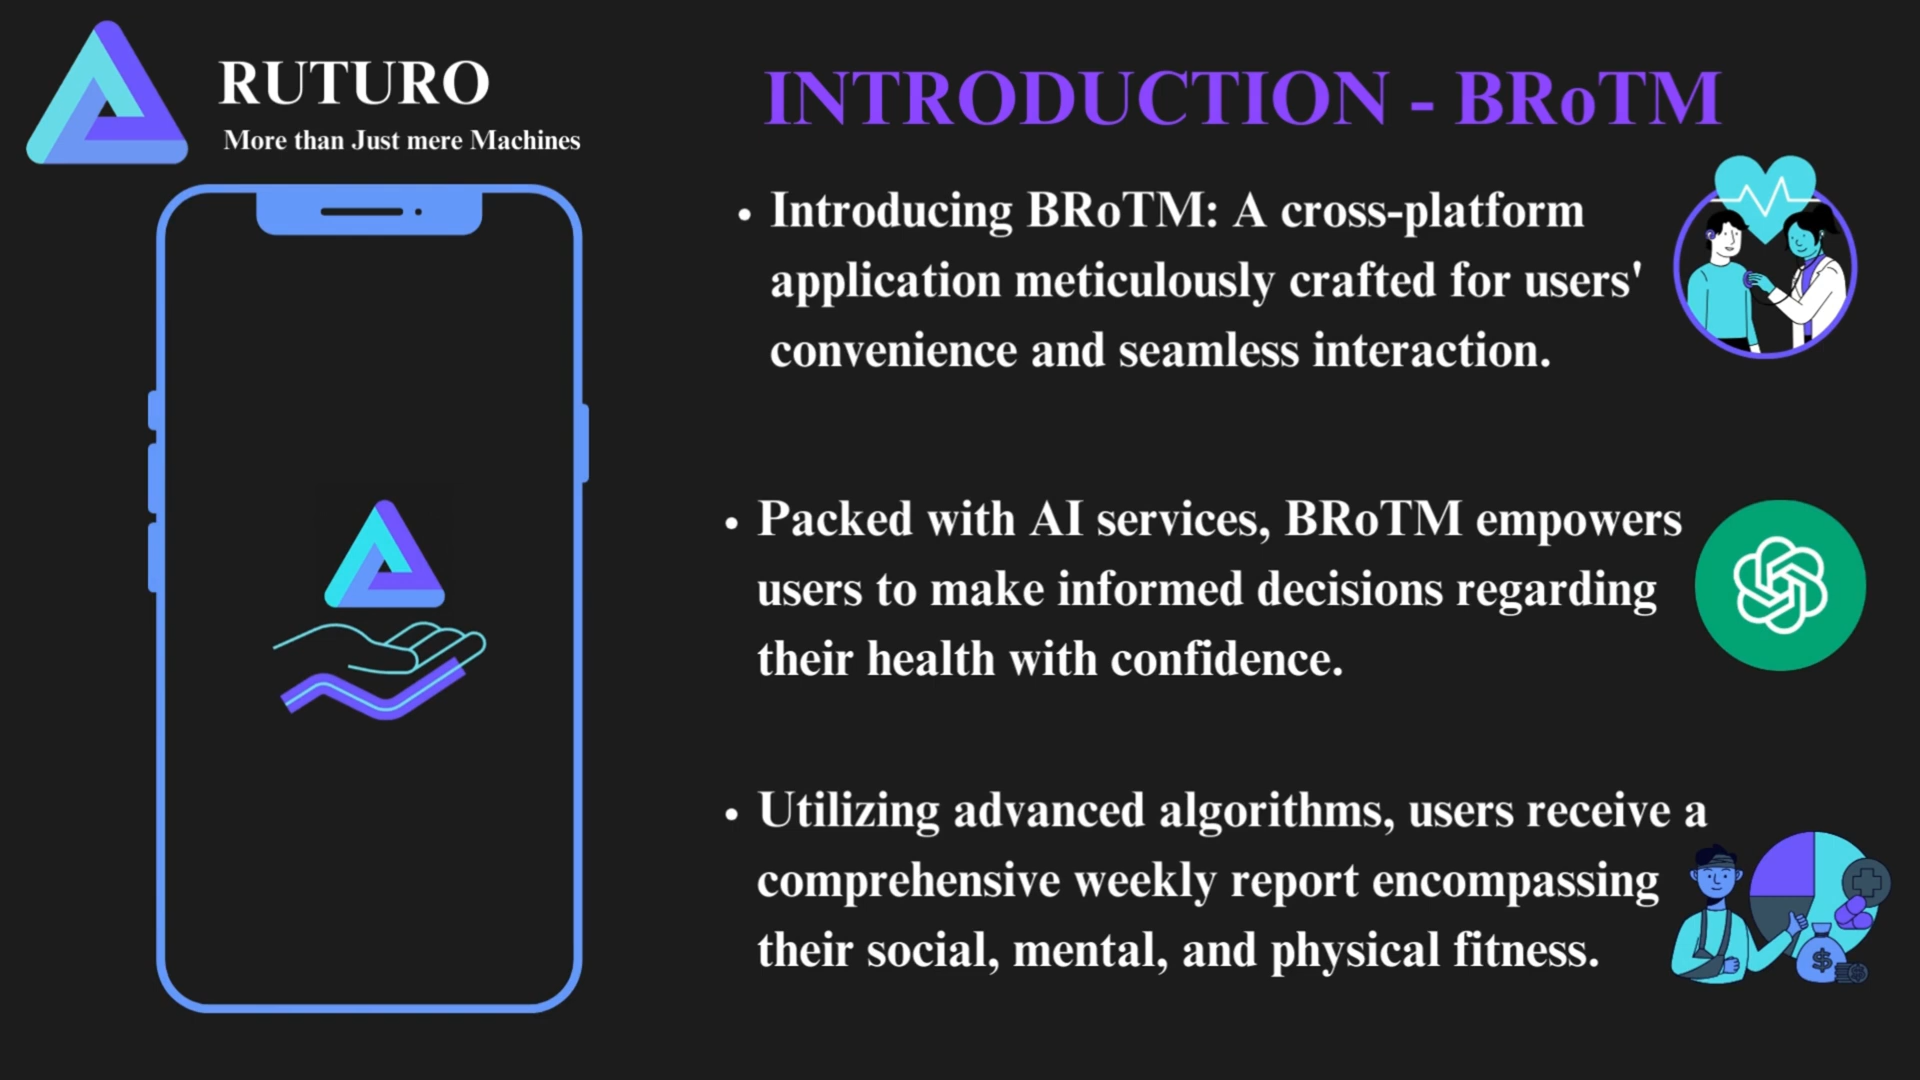 RUTURO
More than Just mere Machines
INTRODUCTION - BRoTM
• Introducing BRoTM: A cross-platform
application meticulously crafted for users'
convenience and seamless interaction.
• Packed with AI services, BRoTM empowers
users to make informed decisions regarding
their health with confidence.
• Utilizing advanced algorithms, users receive a
comprehensive weekly report encompassing
their social, mental, and physical fitness.
$